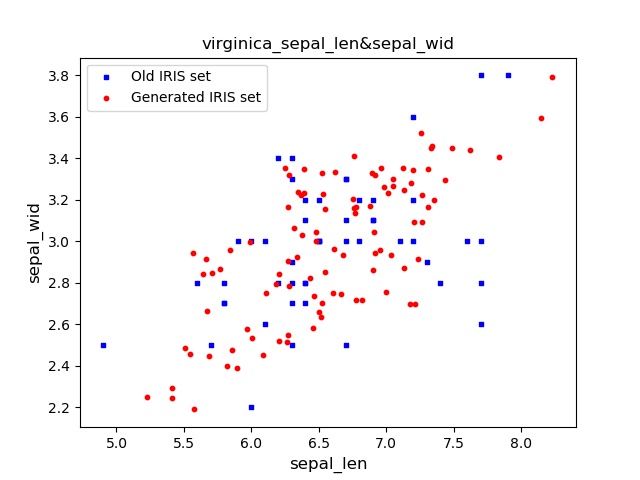 virginica_sepal_len&sepal_wid
Old IRIS set
Generated IRIS set
3.8
3.6
3.4
3.2
3.0
2.8
2.6
2.4
2.2
sepal_wid
5.0 5.5 6.0 6.5 7.0 7.5 8.0
sepal_len